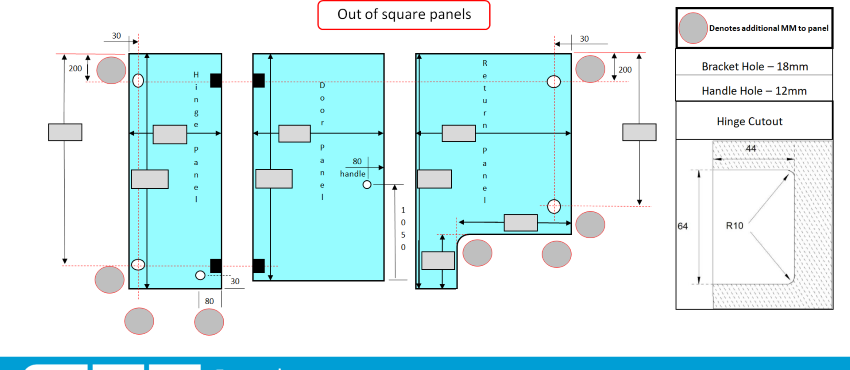 Out of square panels
Denotes additional MM to panel
Bracket Hole – 18mm
Handle Hole – 12mm
Hinge Cutout
44
64
R10
30
200
Hinge Panel
30
80
Door Panel
80
handle
1050
Return Panel
30
200